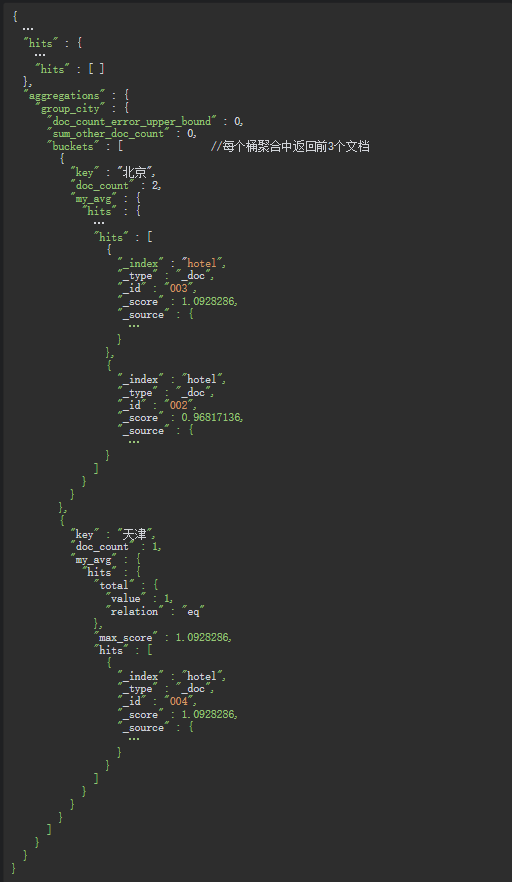 {
  …
  "hits" : {
    …
    "hits" : [ ]
  },
  "aggregations" : {
    "group_city" : {
      "doc_count_error_upper_bound" : 0,
      "sum_other_doc_count" : 0,
      "buckets" : [               //每个桶聚合中返回前3个文档
        {
          "key" : "北京",
          "doc_count" : 2,
          "my_avg" : {
            "hits" : {
              …
              "hits" : [
                {
                  "_index" : "hotel",
                  "_type" : "_doc",
                  "_id" : "003",
                  "_score" : 1.0928286,
                  "_source" : {
                    …
                  }
                },
                {
                  "_index" : "hotel",
                  "_type" : "_doc",
                  "_id" : "002",
                  "_score" : 0.96817136,
                  "_source" : {
                    …
                }
              ]
            }
          }
        },
        {
          "key" : "天津",
          "doc_count" : 1,
          "my_avg" : {
            "hits" : {
              "total" : {
                "value" : 1,
                "relation" : "eq"
              },
              "max_score" : 1.0928286,
              "hits" : [
                {
                  "_index" : "hotel",
                  "_type" : "_doc",
                  "_id" : "004",
                  "_score" : 1.0928286,
                  "_source" : {
                    …
                  }
                }
              ]
            }
          }
        }
      ]
    }
  }
}